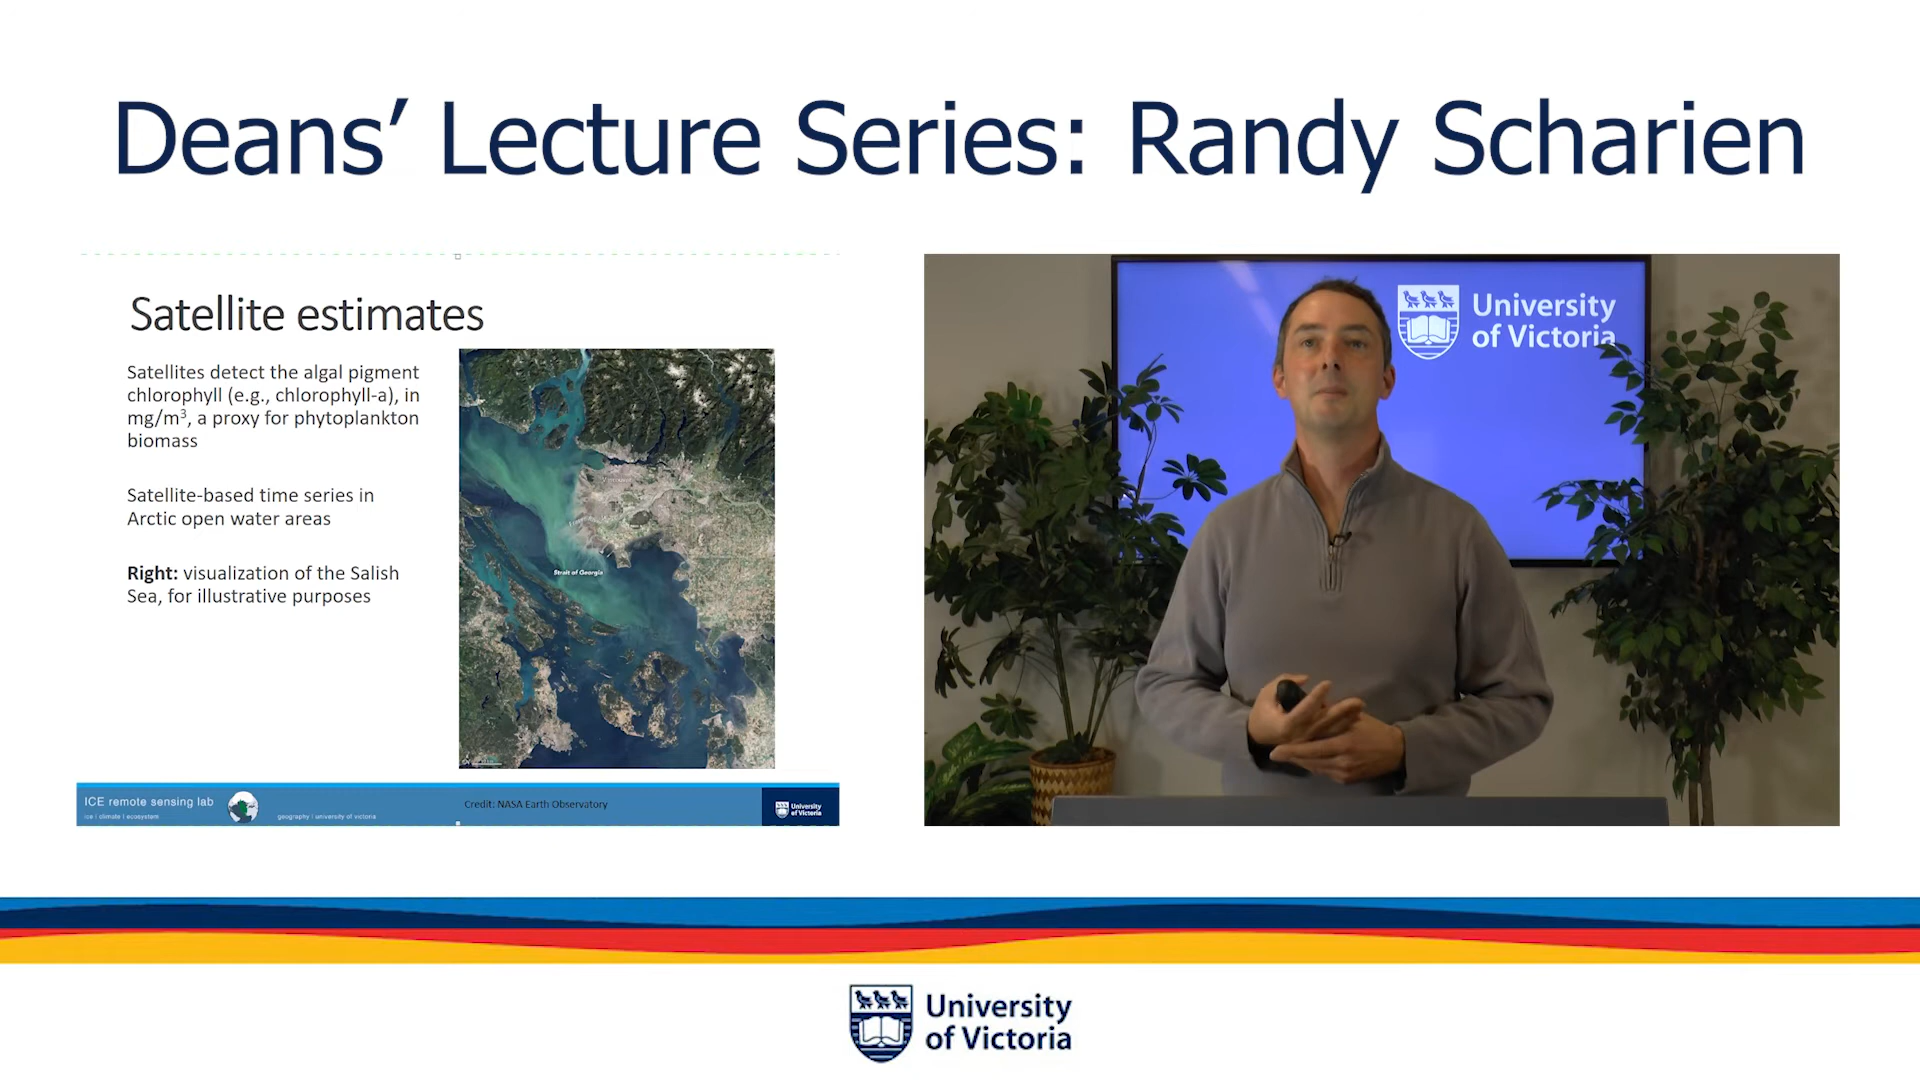 Deans’ Lecture Series: Randy Scharien
Satellite estimates
Satellites detect the algal pigment
chlorophyll (e.g., chlorophyll-a), in
mg/m³, a proxy for phytoplankton
biomass
Satellite-based time series in
Arctic open water areas
Right: visualization of the Salish
Sea, for illustrative purposes
Strait of Georgia
ICE remote sensing lab
ice | climate | ecosystem
geography | university of victoria
Credit: NASA Earth Observatory
University
of Victoria
University
of Victoria
University
of Victoria